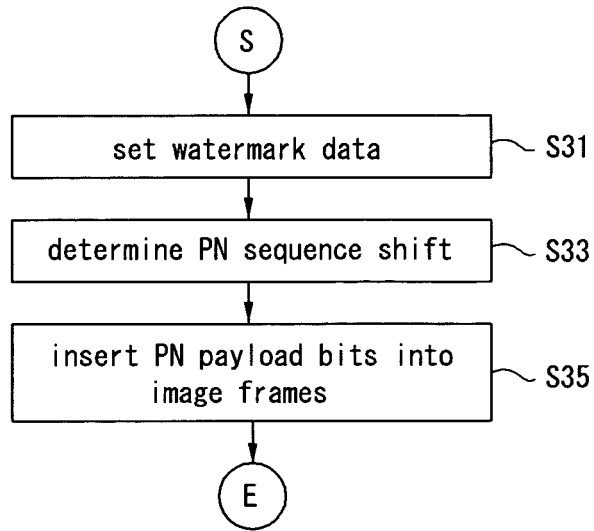 S
set watermark data
S31
determine PN sequence shift
S33
insert PN payload bits into
image frames
S35
E